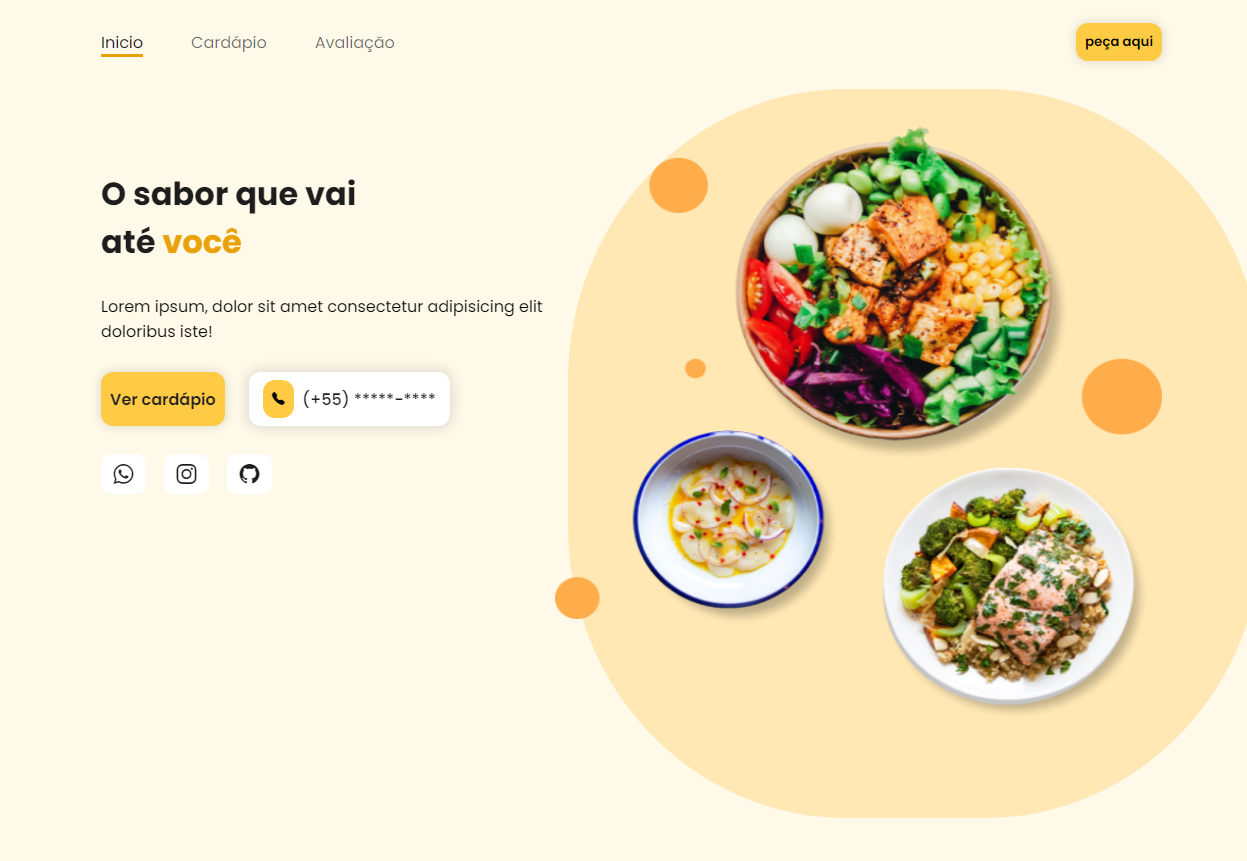 Inicio
Cardápio
Avaliação
peça aqui
O sabor que vai
até você
Lorem ipsum, dolor sit amet consectetur adipisicing elit
doloribus iste!
Ver cardápio
(+55) *****-****